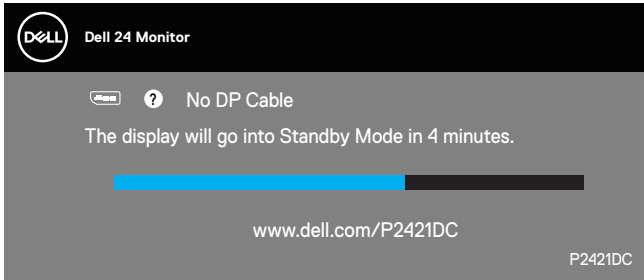 DELL
Dell 24 Monitor
? No DP Cable
The display will go into Standby Mode in 4 minutes.
www.dell.com/P2421DC
P2421DC